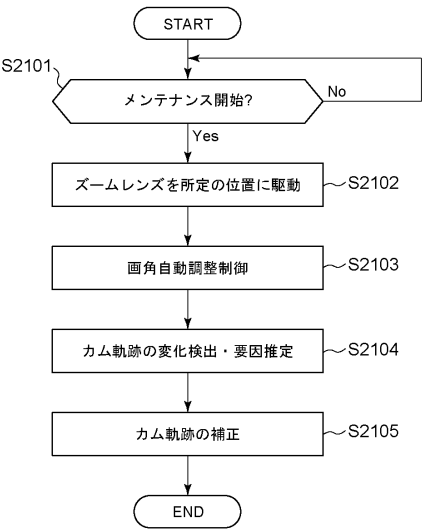 START
S2101
メンテナンス開始?
No
Yes
ズームレンズを所定の位置に駆動
S2102
画角自動調整制御
S2103
カム軌跡の変化検出・要因推定
S2104
カム軌跡の補正
S2105
END